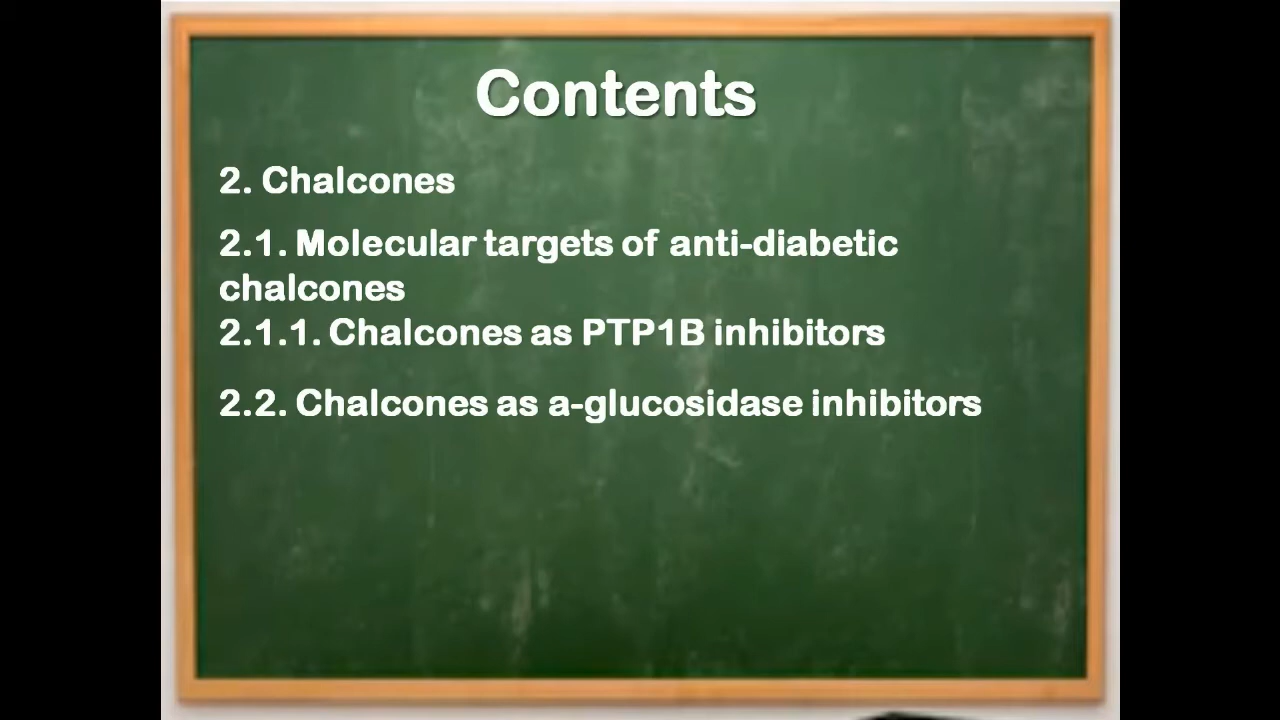 Contents
2. Chalcones
2.1. Molecular targets of anti-diabetic
chalcones
2.1.1. Chalcones as PTP1B inhibitors
2.2. Chalcones as a-glucosidase inhibitors